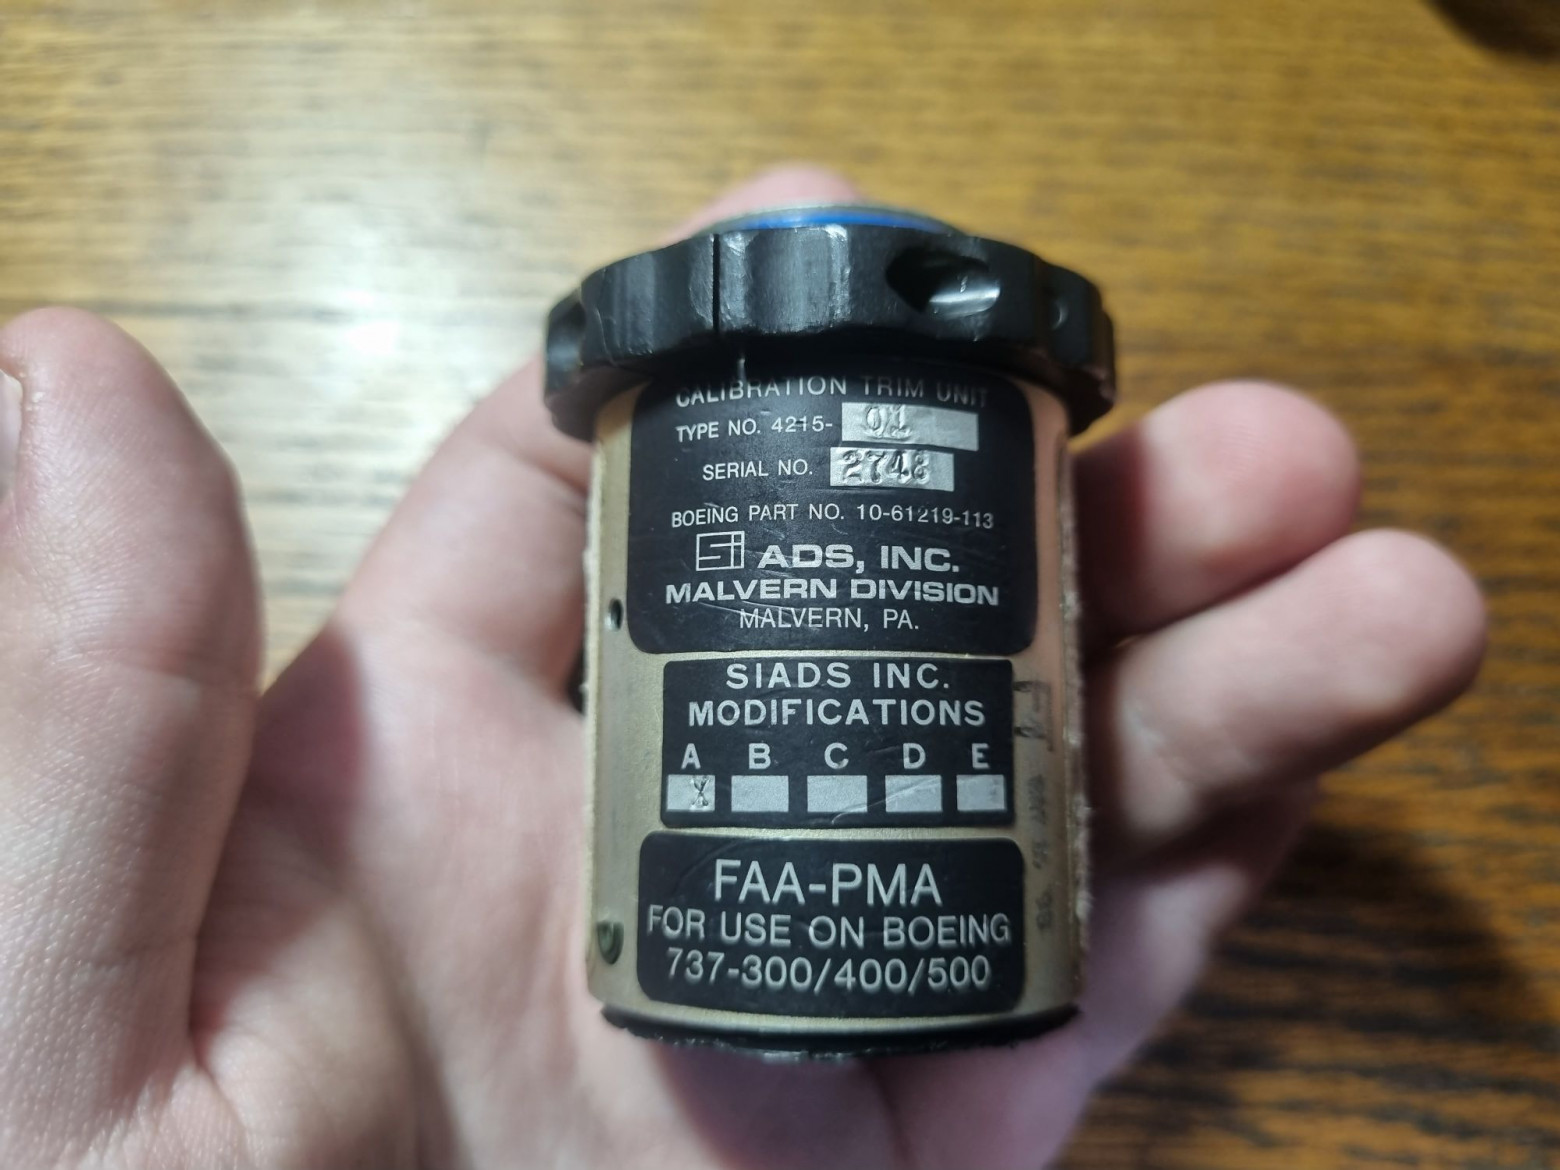 CALIBRATION TRIM UNIT
TYPE NO. 4215- 01
SERIAL NO. 2748
BOEING PART NO. 10-61219-113
Si ADS, INC.
MALVERN DIVISION
MALVERN, PA.
SIADS INC.
MODIFICATIONS
A B C D E
X
FAA-PMA
FOR USE ON BOEING
737-300/400/500